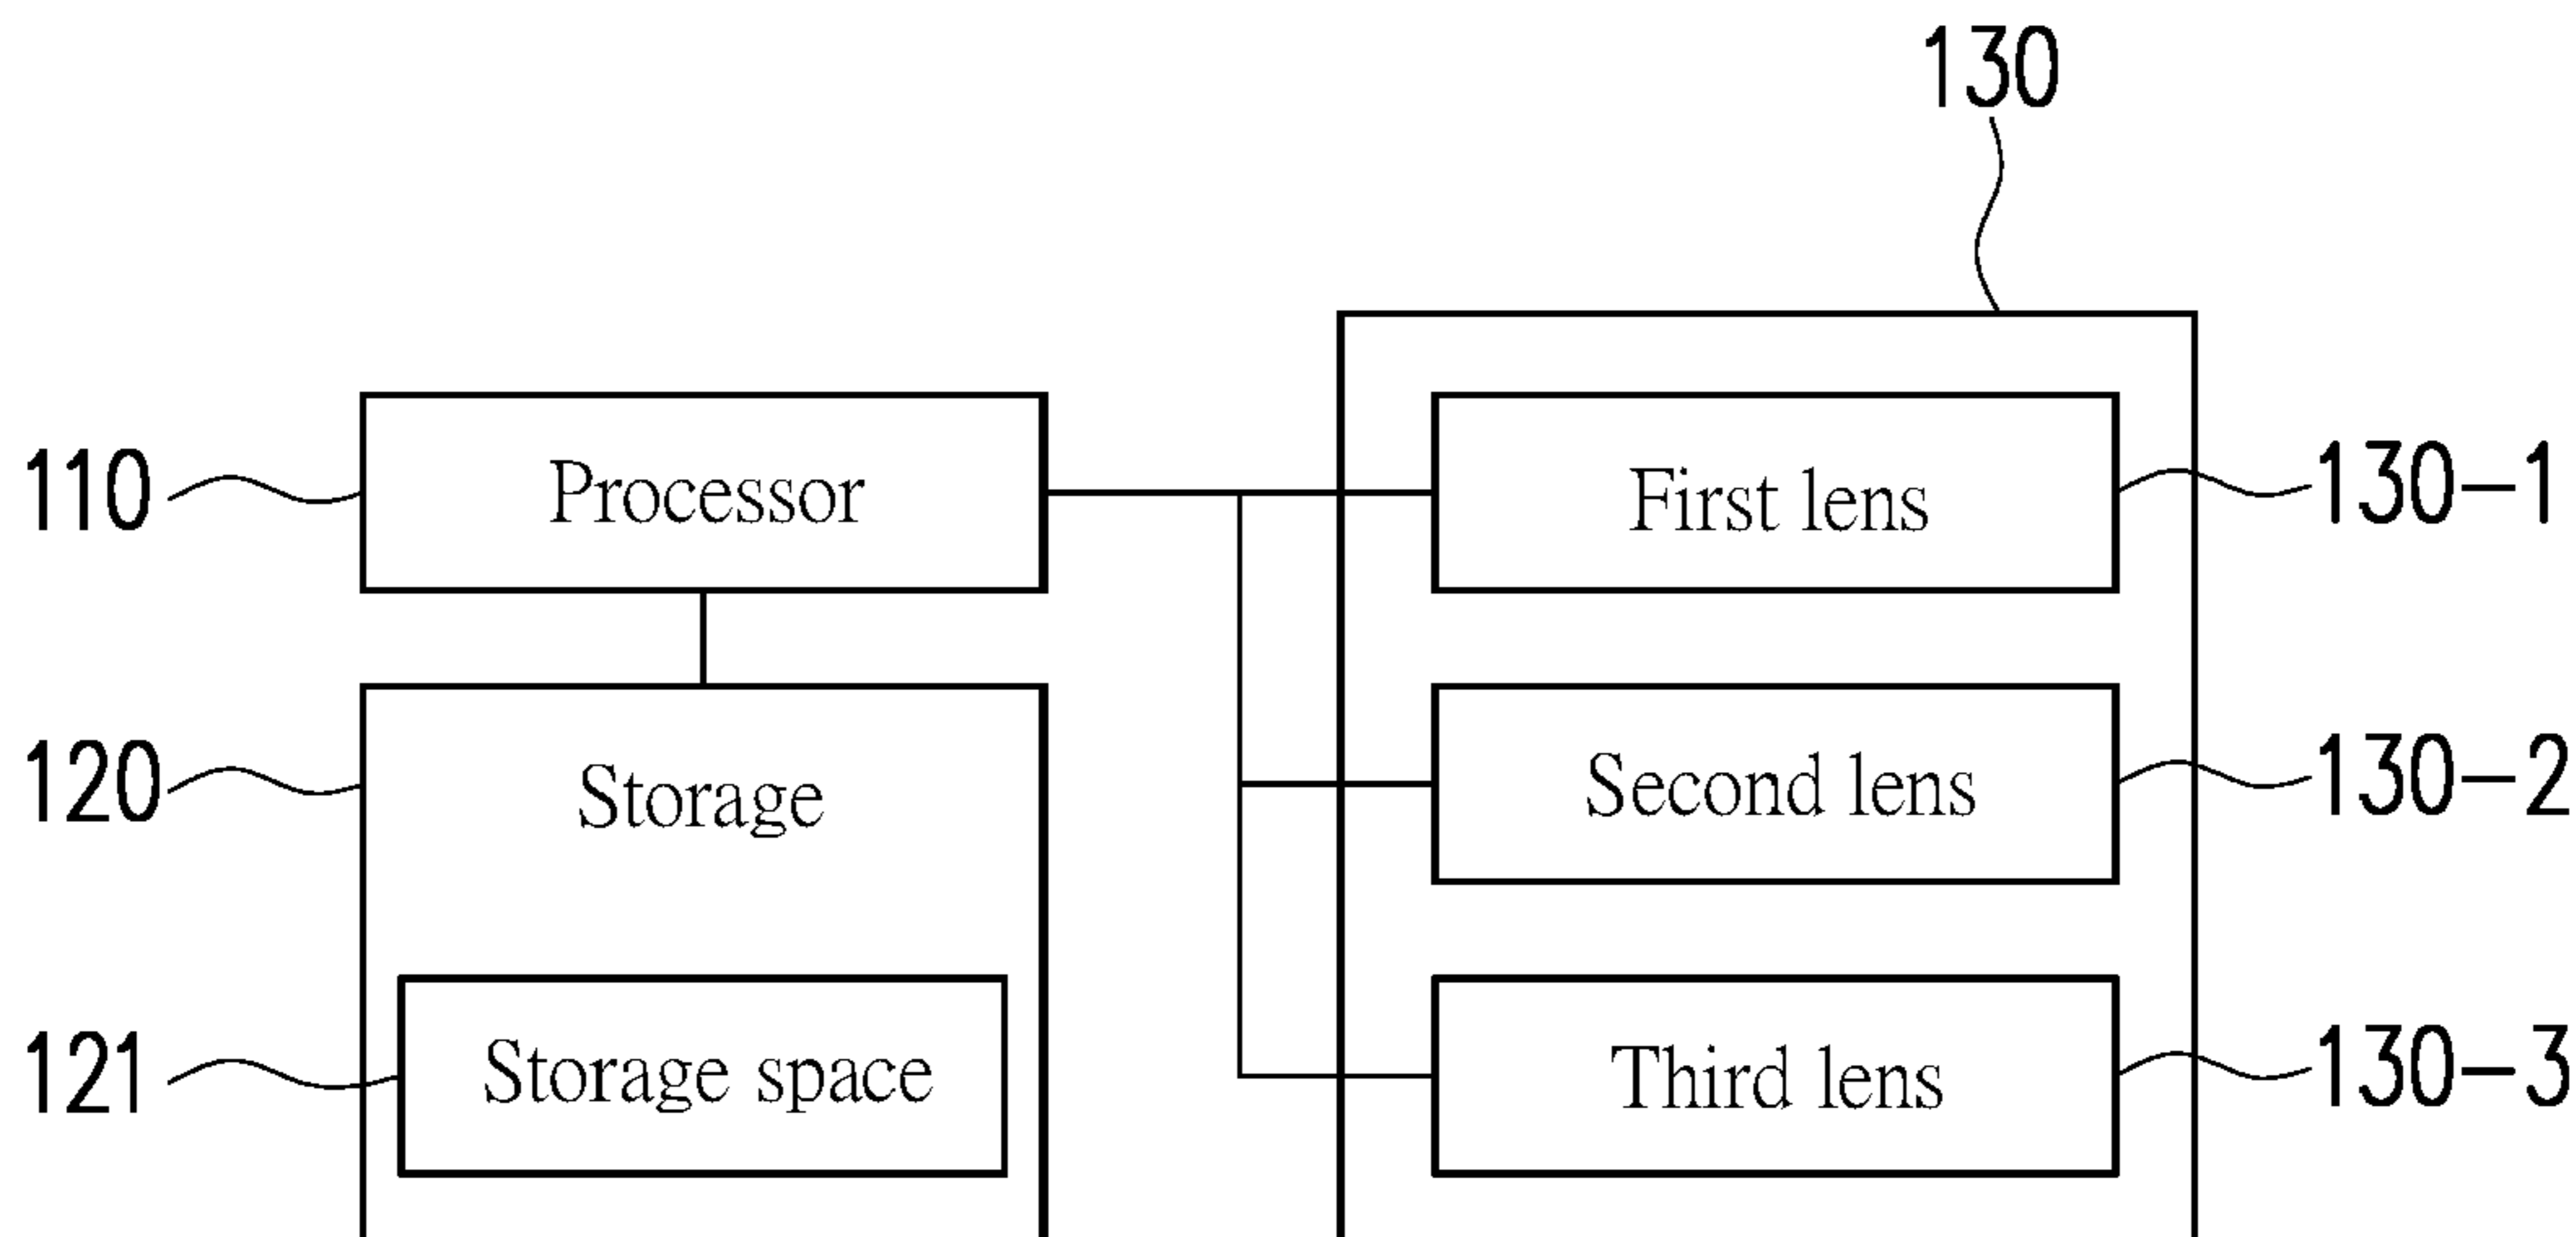 130
110
Processor
First lens
130-1
120
Storage
Second lens
130-2
121
Storage space
Third lens
130-3